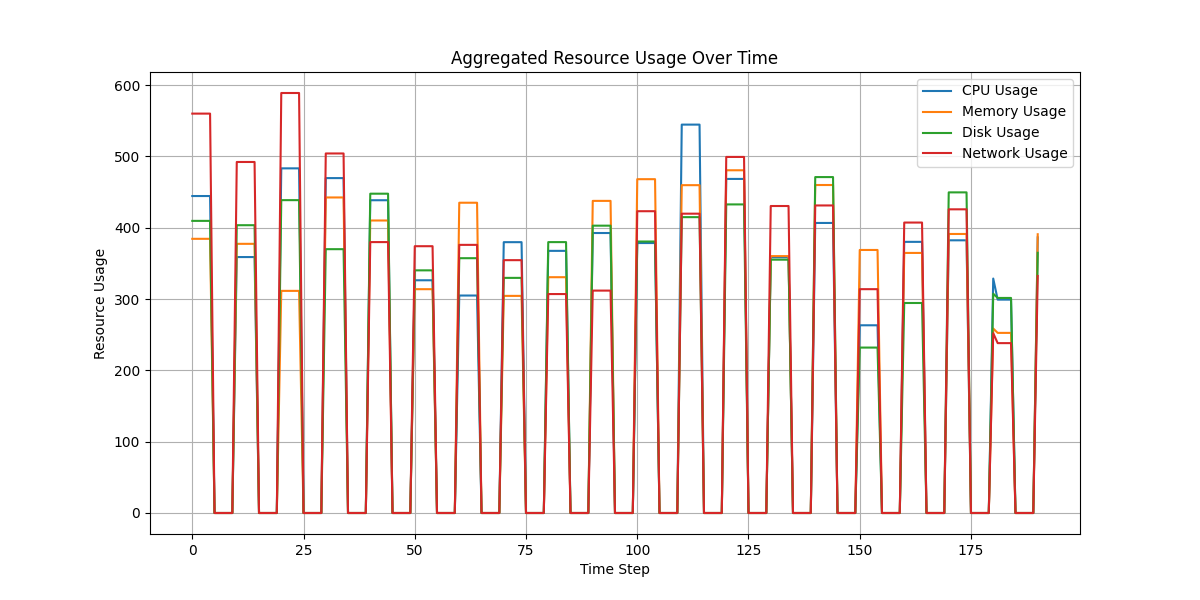 Aggregated Resource Usage Over Time
CPU Usage
Memory Usage
Disk Usage
Network Usage
Resource Usage
600
500
400
300
200
100
0
0 25 50 75 100 125 150 175
Time Step